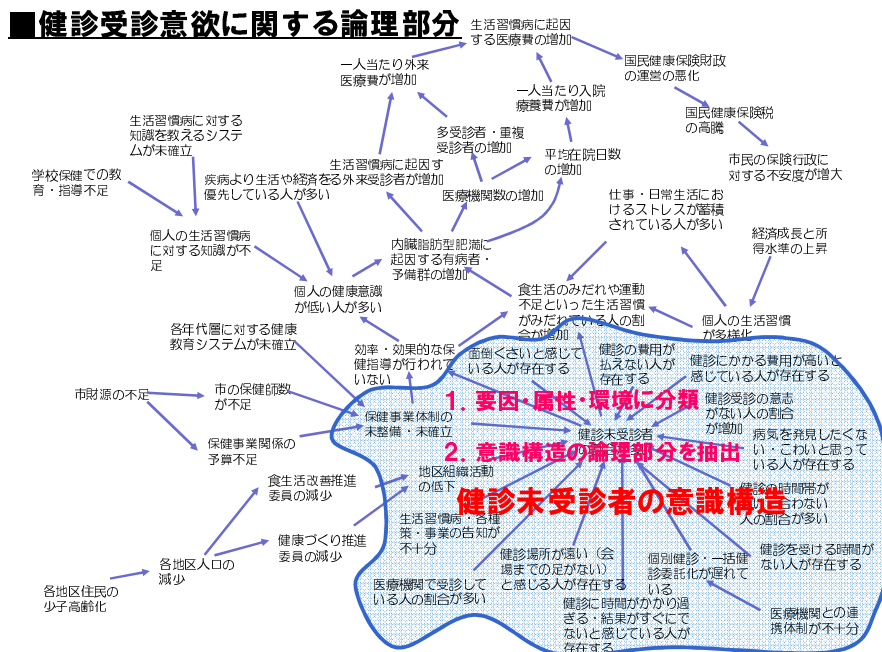 ■健診受診意欲に関する論理部分
生活習慣病に起因
する医療費の増加
一人当たり外来
医療費が増加
国民健康保険財政
の運営の悪化
一人当たり入院
療養費が増加
国民健康保険税
の高騰
生活習慣病に対する
知識を教えるシステ
ムが未確立
多受診者・重複
受診者の増加
平均在院日数
の増加
市民の保険行政に
対する不安度が増大
学校保健での教
育・指導不足
疾病より生活や経済を
優先している人が多い
生活習慣病に起因す
る外来受診者が増加
医療機関数の増加
仕事・日常生活にお
けるストレスが蓄積
されている人が多い
経済成長と所
得水準の上昇
個人の生活習慣病
に対する知識が不
足
内臓脂肪型肥満に
起因する有病者・
予備群の増加
個人の健康意識
が低い人が多い
食生活のみだれや運動
不足といった生活習慣
がみだれている人の割
合が増加
個人の生活習慣
が多様化
各年代層に対する健康
教育システムが未確立
効率・効果的な保
健指導が行われて
いない
面倒くさいと感じて
いる人が存在する
健診の費用が
払えない人が
存在する
健診にかかる費用が高いと
感じている人が存在する
市財源の不足
市の保健師数
が不足
1. 要因・属性・環境に分類
健診受診の意志
がない人の割合
が増加
保健事業体制の
未整備・未確立
健診未受診者
保健事業関係の
予算不足
2. 意識構造の論理部分を抽出
病気を発見したくな
い・こわいと思って
いる人が存在する
地区組織活動
の低下
食生活改善推進
委員の減少
健診未受診者の意識構造
健診の時間帯が
合わない
人の割合が多い
生活習慣病・各種
策・事業の告知が
不十分
健康づくり推進
委員の減少
各地区人口の
減少
健診場所が遠い（会
場までの足がない）
と感じる人が存在する
個別健診・一括健
診委託化が遅れて
いる
健診を受ける時間が
ない人が存在する
各地区住民の
少子高齢化
医療機関で受診して
いる人の割合が多い
健診に時間がかかり過
ぎる・結果がすぐにで
ないと感じている人が
存在する
医療機関との連
携体制が不十分